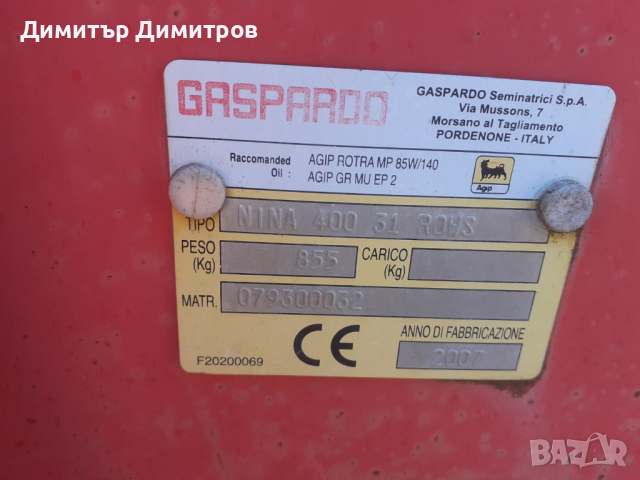 Димитър Димитров
GASPARDO
GASPARDO Seminatrici S.p.A.
Via Mussons, 7
Morsano al Tagliamento
PORDENONE - ITALY
Raccomanded Oil : AGIP ROTRA MP 85W/140
AGIP GR MU EP 2
Agip
TIPO NINA 400 31 ROWS
PESO (Kg) 855 CARICO (Kg)
MATR. 079300032
CE ANNO DI FABBRICAZIONE
2007
F20200069
BAZAR